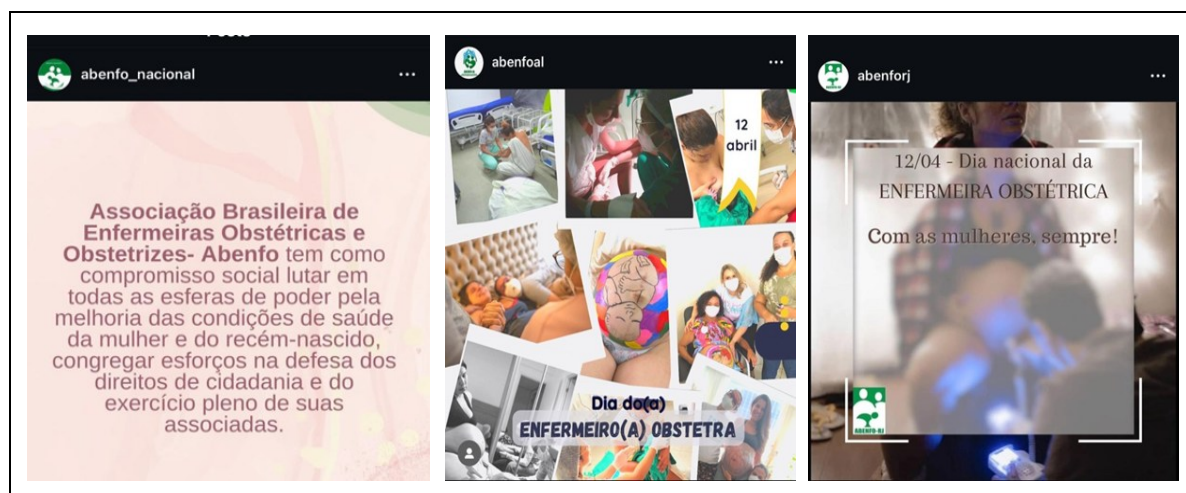 abenfo_nacional
Associação Brasileira de
Enfermeiras Obstétricas e
Obstetrizes- Abenfo tem como
compromisso social lutar em
todas as esferas de poder pela
melhoria das condições de saúde
da mulher e do recém-nascido,
congregar esforços na defesa dos
direitos de cidadania e do
exercício pleno de suas
associadas.
abenfoal
12
abril
Dia do(a)
ENFERMEIRO(A) OBSTETRA
abenforj
12/04 - Dia nacional da
ENFERMEIRA OBSTÉTRICA
Com as mulheres, sempre!
ABENFO-RJ